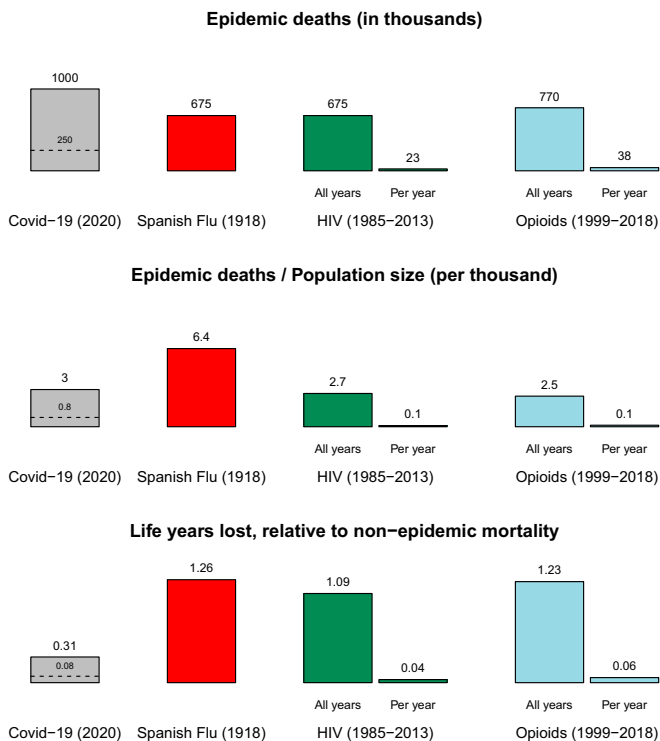 Epidemic deaths (in thousands)
1000
250
675
675
23
770
38
All years Per year All years Per year
Covid−19 (2020) Spanish Flu (1918) HIV (1985−2013) Opioids (1999−2018)
Epidemic deaths / Population size (per thousand)
3
0.8
6.4
2.7
0.1
2.5
0.1
All years Per year All years Per year
Covid−19 (2020) Spanish Flu (1918) HIV (1985−2013) Opioids (1999−2018)
Life years lost, relative to non−epidemic mortality
0.31
0.08
1.26
1.09
0.04
1.23
0.06
All years Per year All years Per year
Covid−19 (2020) Spanish Flu (1918) HIV (1985−2013) Opioids (1999−2018)